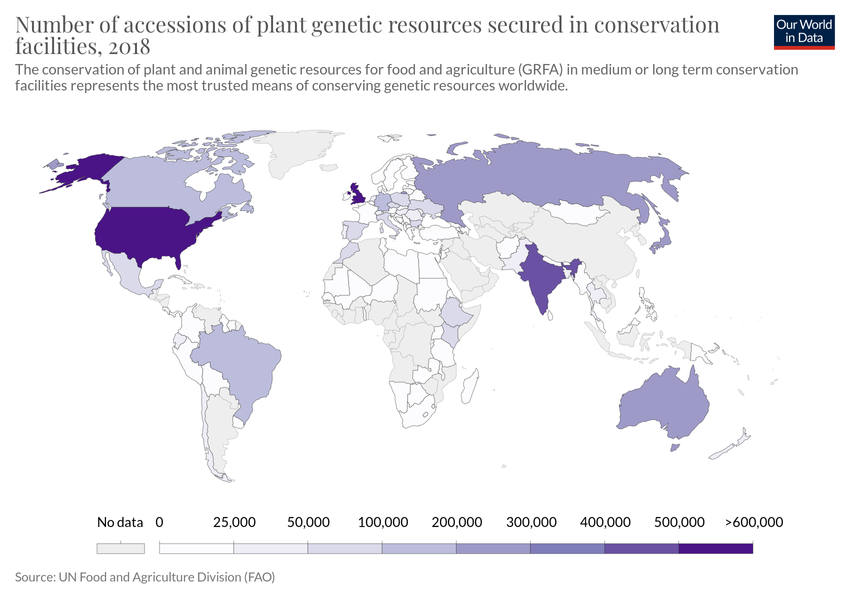 Number of accessions of plant genetic resources secured in conservation
facilities, 2018
Our World
in Data
The conservation of plant and animal genetic resources for food and agriculture (GRFA) in medium or long term conservation
facilities represents the most trusted means of conserving genetic resources worldwide.
No data 0 25,000 50,000 100,000 200,000 300,000 400,000 500,000 >600,000
Source: UN Food and Agriculture Division (FAO)